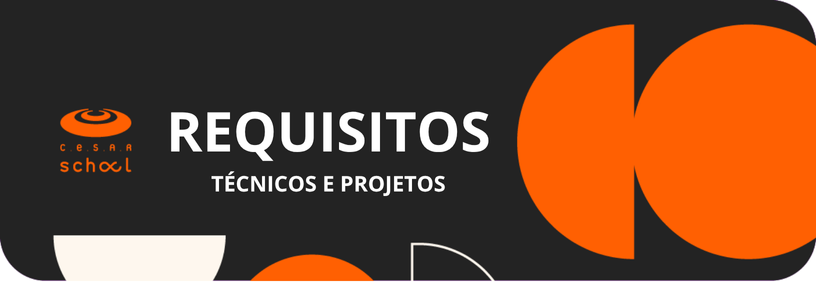 C.E.S.A.R
school
REQUISITOS
TÉCNICOS E PROJETOS